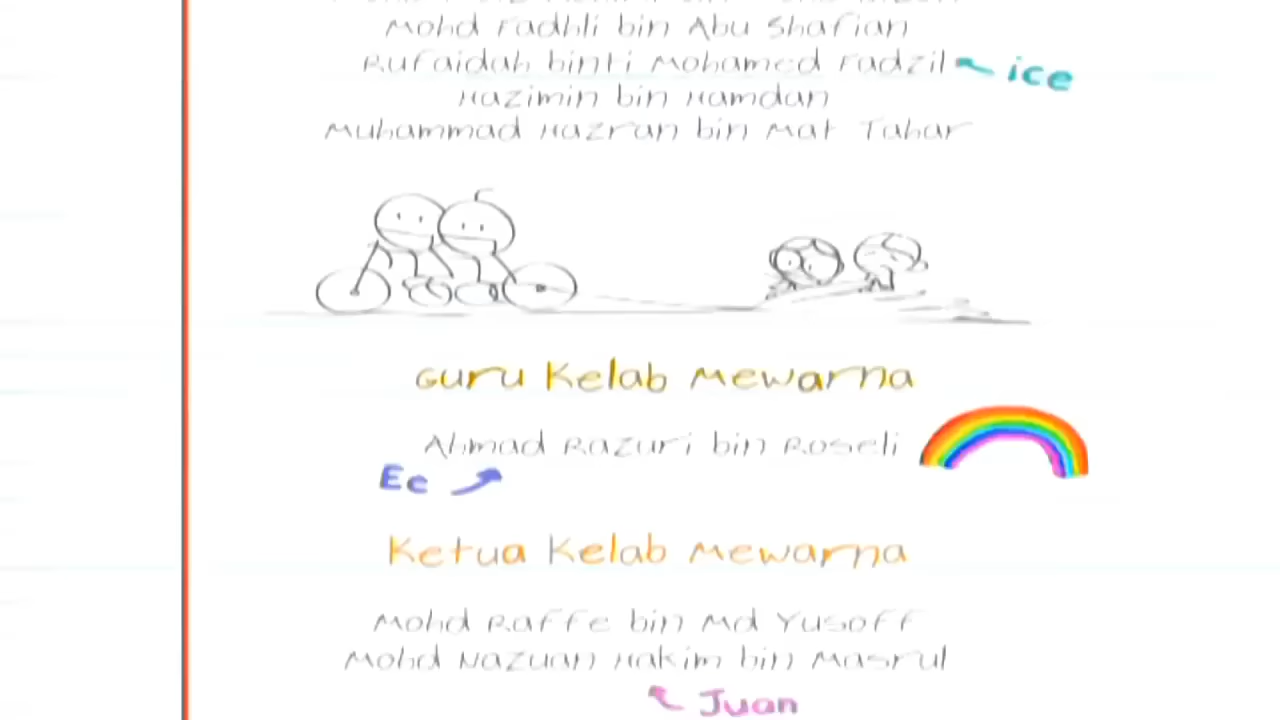 Mohd Fadhli bin Abu Shafian
Rufaidah binti Mohamed Fadzil ice
Hazimin bin Hamdan
Muhammad Hazran bin Mat Tahar
Guru Kelab Mewarna
Ahmad Razuri bin Roseli
Ee
Ketua Kelab Mewarna
Mohd Raffe bin Md Yusoff
Mohd Nazuan Hakim bin Masrul
Juan